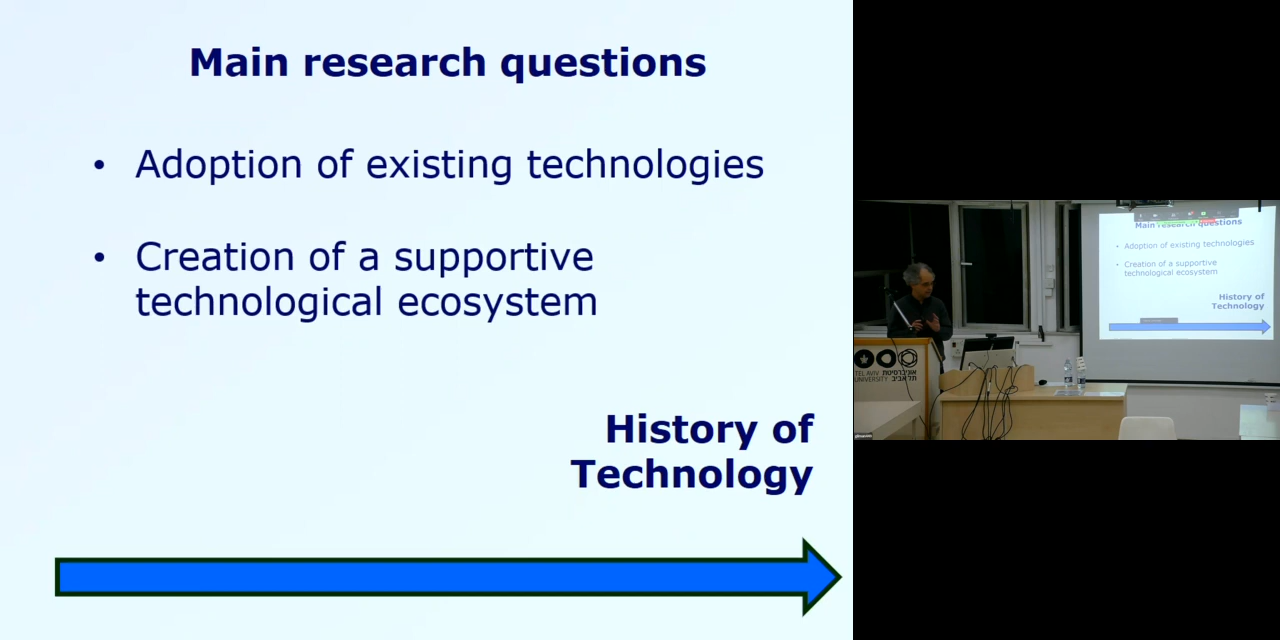 Main research questions
• Adoption of existing technologies
• Creation of a supportive
technological ecosystem
History of
Technology
Main research questions
• Adoption of existing technologies
• Creation of a supportive
technological ecosystem
History of
Technology
TEL AVIV אוניברסיטת
UNIVERSITY תל אביב